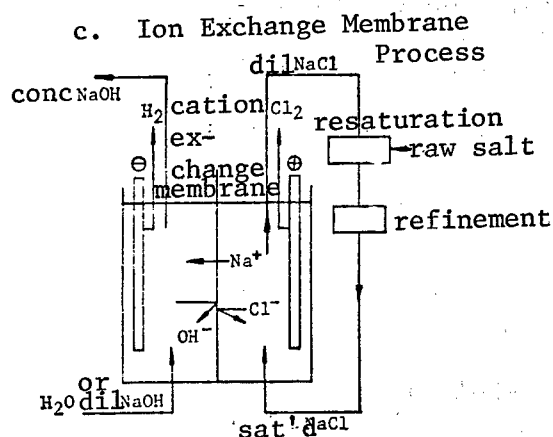 c. Ion Exchange Membrane
Process
dil NaCl
conc NaOH
H2
cation
Cl2
ex-
change
membrane
resaturation
raw salt
refinement
⊖
⊕
Na+
Cl-
OH-
or
H2O dil NaOH
sat'd NaCl